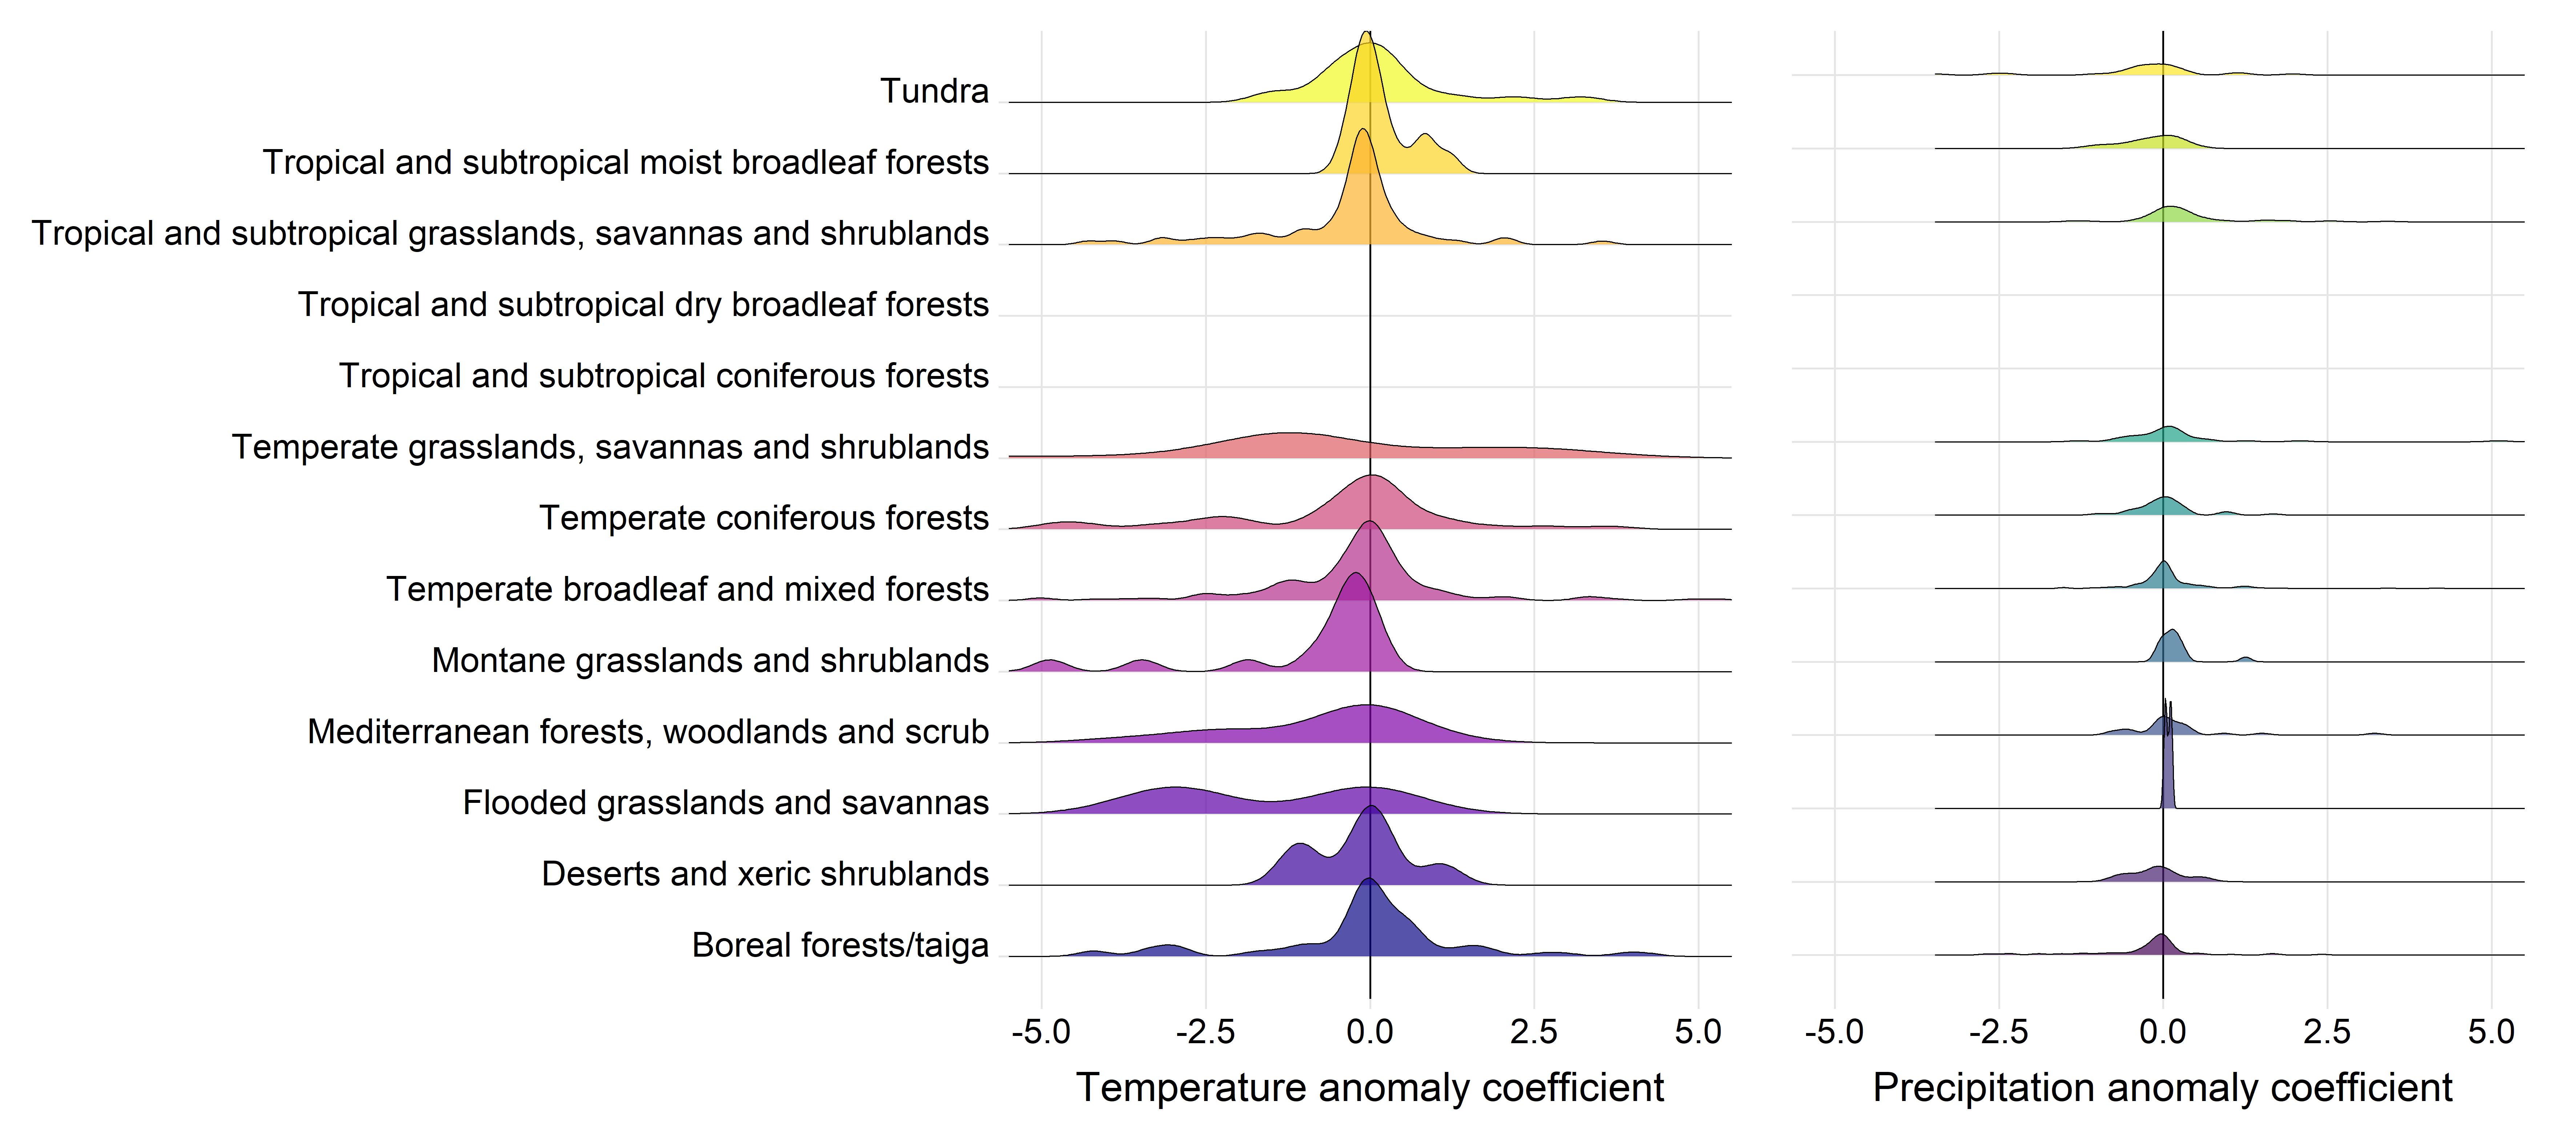 Tundra
Tropical and subtropical moist broadleaf forests
Tropical and subtropical grasslands, savannas and shrublands
Tropical and subtropical dry broadleaf forests
Tropical and subtropical coniferous forests
Temperate grasslands, savannas and shrublands
Temperate coniferous forests
Temperate broadleaf and mixed forests
Montane grasslands and shrublands
Mediterranean forests, woodlands and scrub
Flooded grasslands and savannas
Deserts and xeric shrublands
Boreal forests/taiga
-5.0 -2.5 0.0 2.5 5.0
Temperature anomaly coefficient
-5.0 -2.5 0.0 2.5 5.0
Precipitation anomaly coefficient